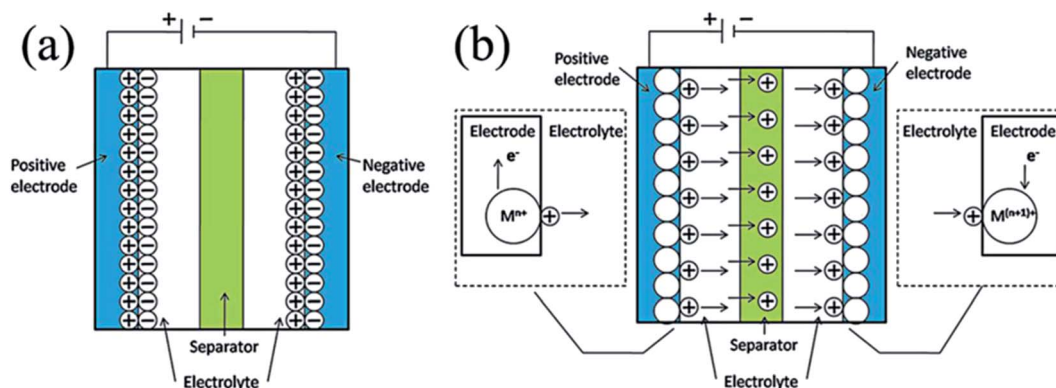 (a)
+ −
Positive
electrode
Negative
electrode
Separator
Electrolyte
(b)
+ −
Positive
electrode
Negative
electrode
Electrode
Electrolyte
e⁻
Mⁿ⁺
Electrolyte
Electrode
e⁻
M⁽ⁿ⁺¹⁾⁺
Separator
Electrolyte